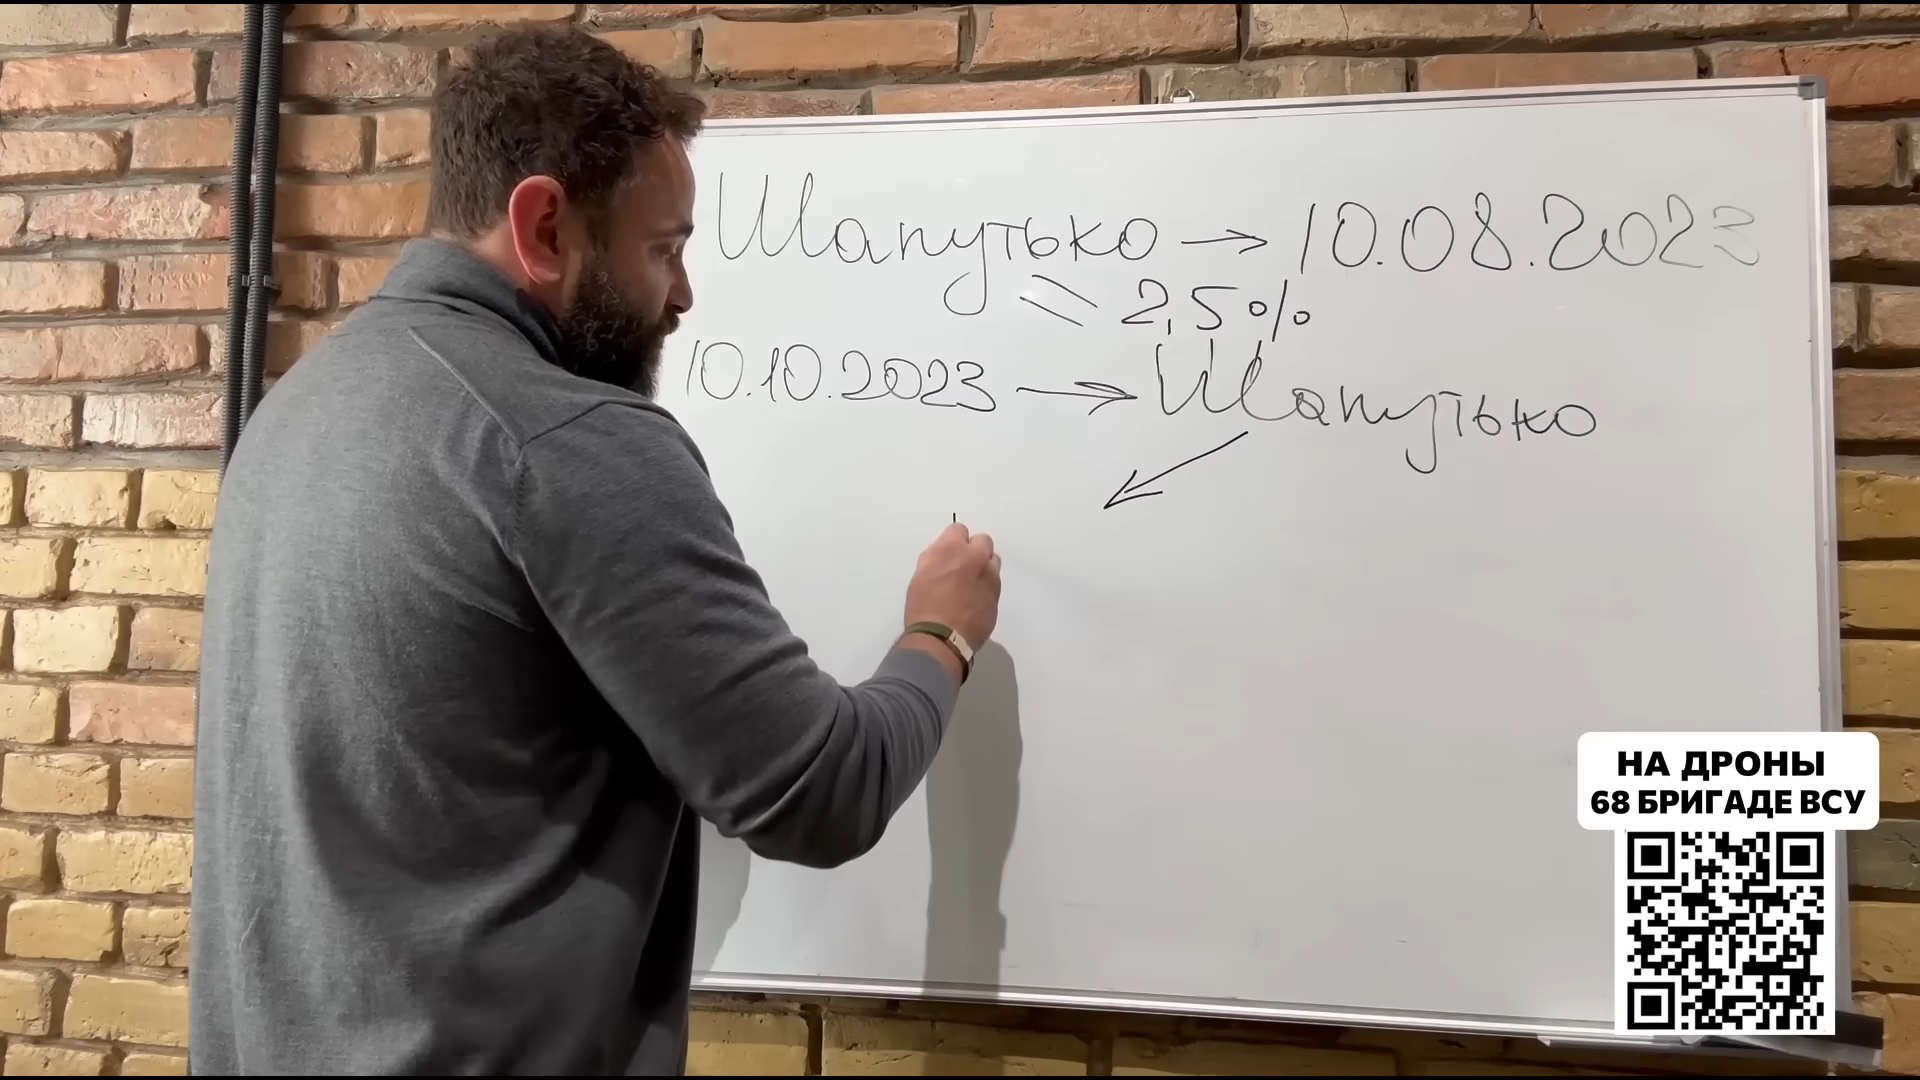 Шапутько → 10.08.2023
2,5%
10.10.2023 → Шапутько
НА ДРОНЫ
68 БРИГАДЕ ВСУ